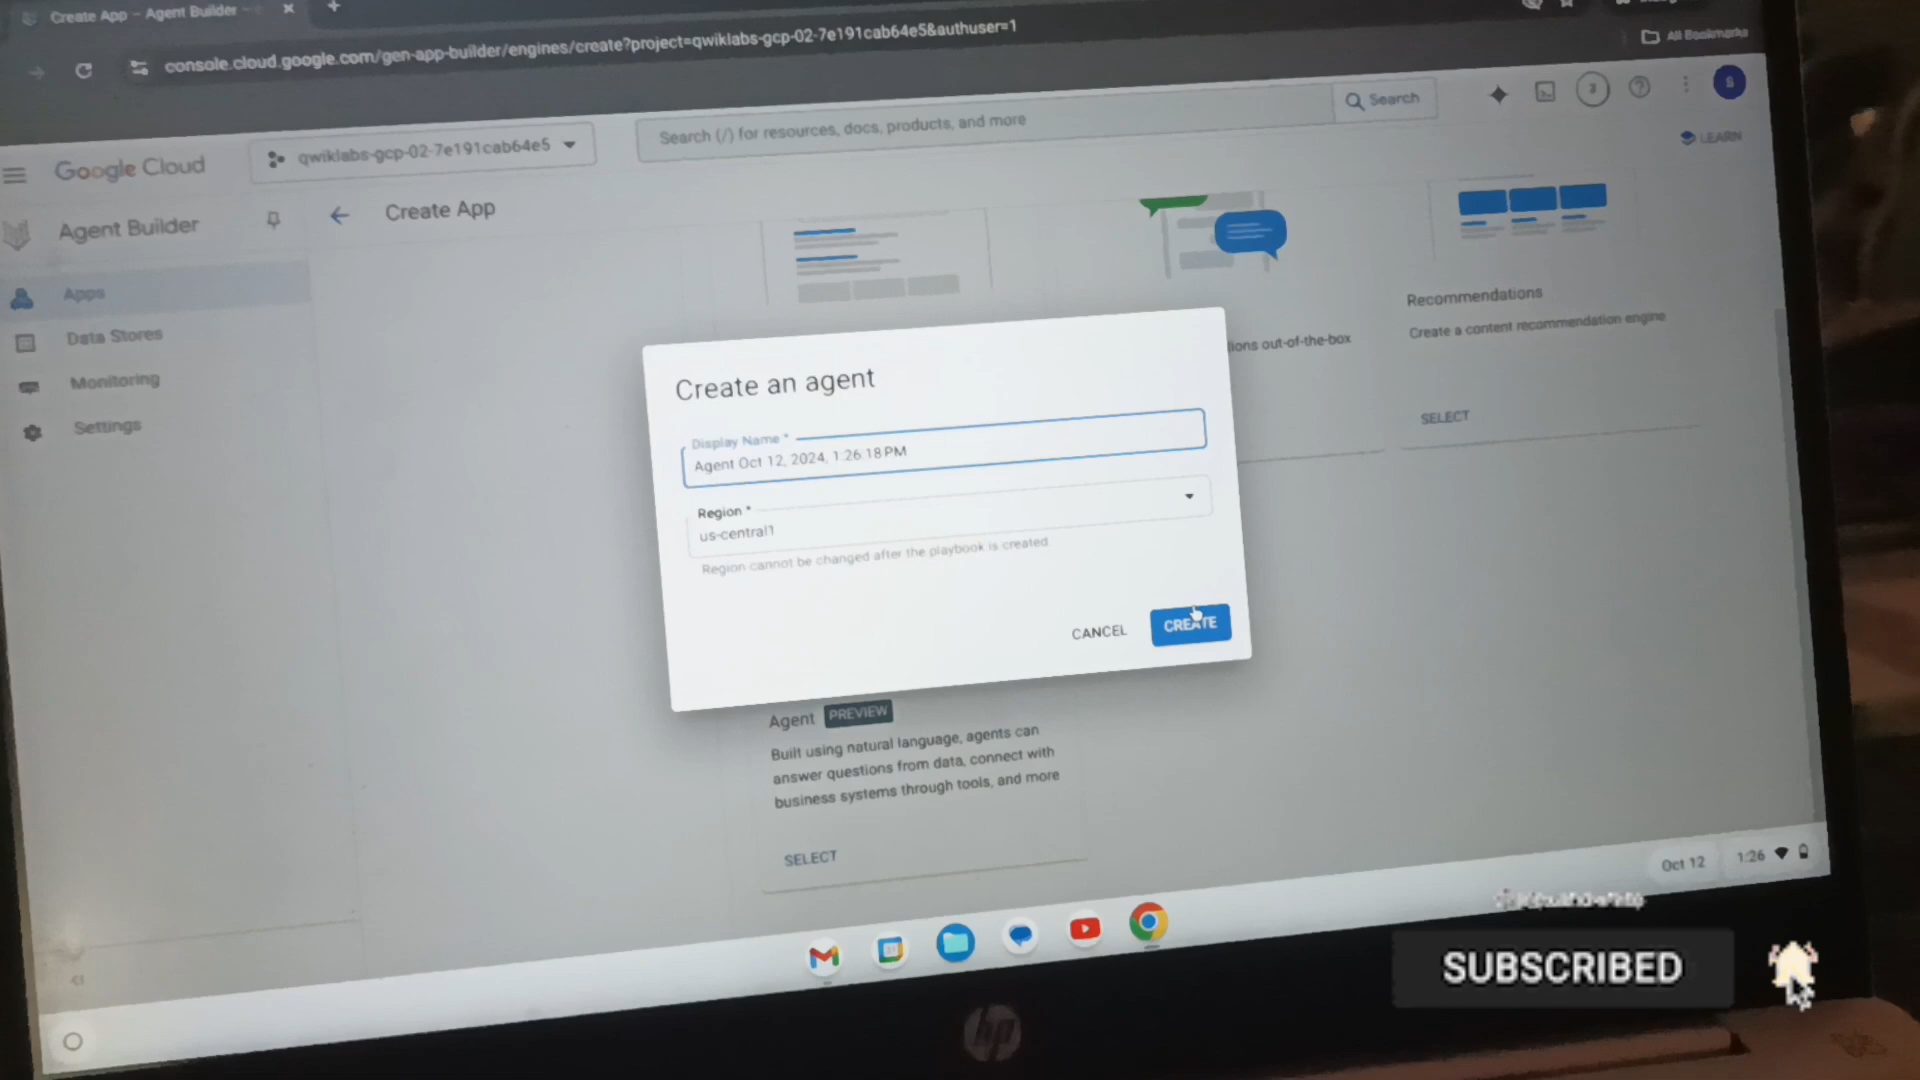 Create App – Agent Builder –
console.cloud.google.com/gen-app-builder/engines/create?project=qwiklabs-gcp-02-7e191cab64e5&authuser=1
All Bookmarks
Google Cloud
qwiklabs-gcp-02-7e191cab64e5
Search (/) for resources, docs, products, and more
Search
3
S
LEARN
Agent Builder
Create App
Apps
Data Stores
Monitoring
Settings
Recommendations
Create a content recommendation engine
SELECT
out-of-the-box
Create an agent
Display Name *
Agent Oct 12, 2024, 1:26:18 PM
Region *
us-central1
Region cannot be changed after the playbook is created
CANCEL
CREATE
Agent PREVIEW
Built using natural language, agents can
answer questions from data, connect with
business systems through tools, and more
SELECT
Oct 12
1:26
hp
SUBSCRIBED